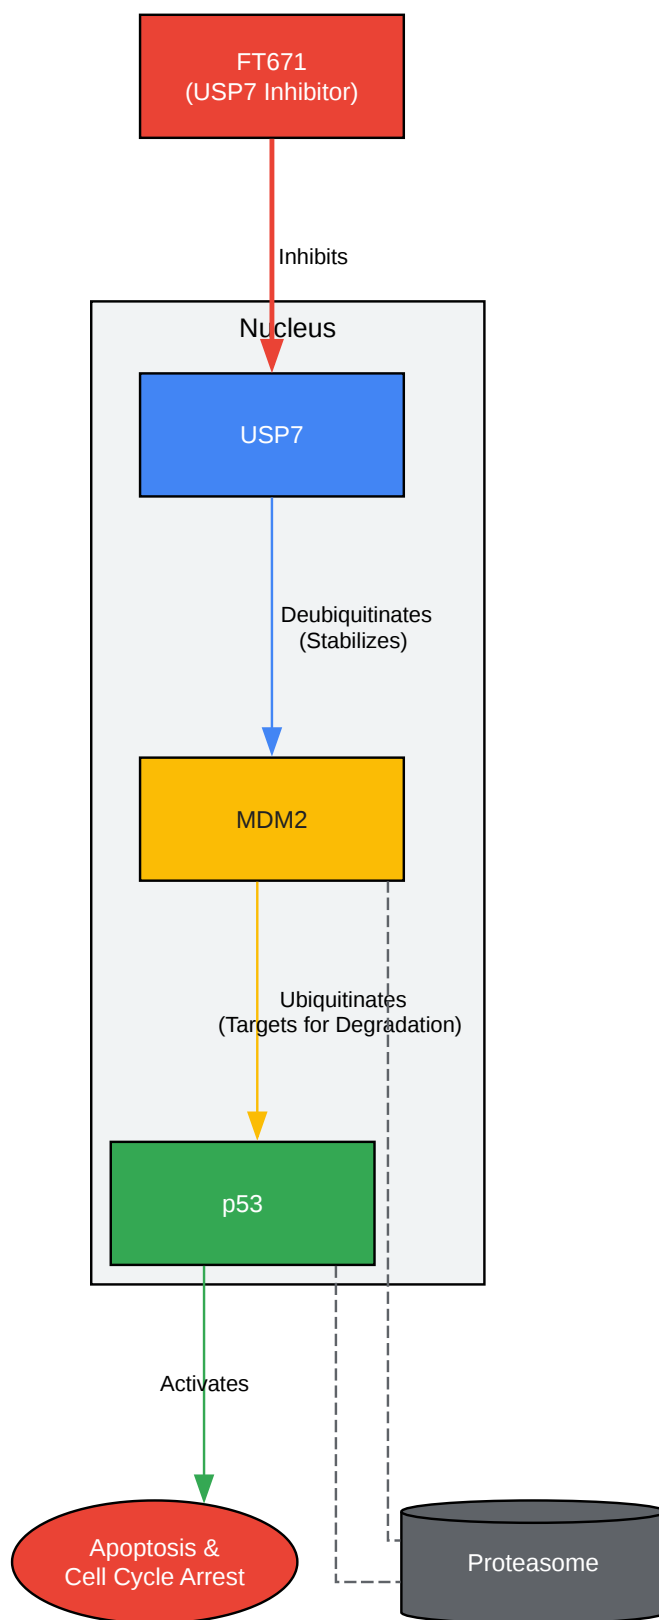 FT671
(USP7 Inhibitor)
Inhibits
Nucleus
USP7
Deubiquitinates
(Stabilizes)
MDM2
Ubiquitinates
(Targets for Degradation)
p53
Activates
Apoptosis &
Cell Cycle Arrest
Proteasome